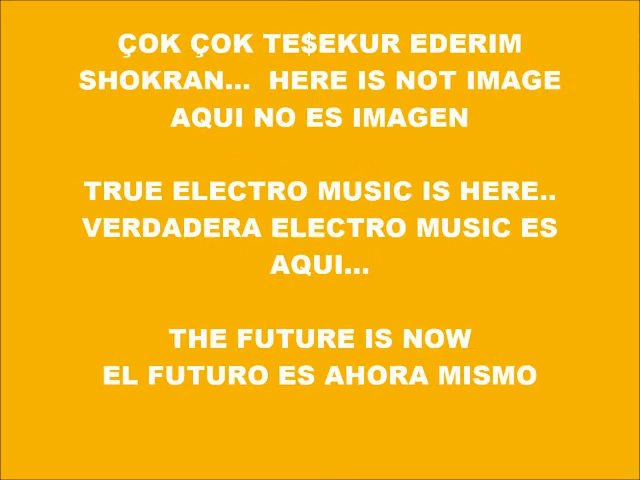 ÇOK ÇOK TE$EKUR EDERIM
SHOKRAN... HERE IS NOT IMAGE
AQUI NO ES IMAGEN
TRUE ELECTRO MUSIC IS HERE..
VERDADERA ELECTRO MUSIC ES
AQUI...
THE FUTURE IS NOW
EL FUTURO ES AHORA MISMO